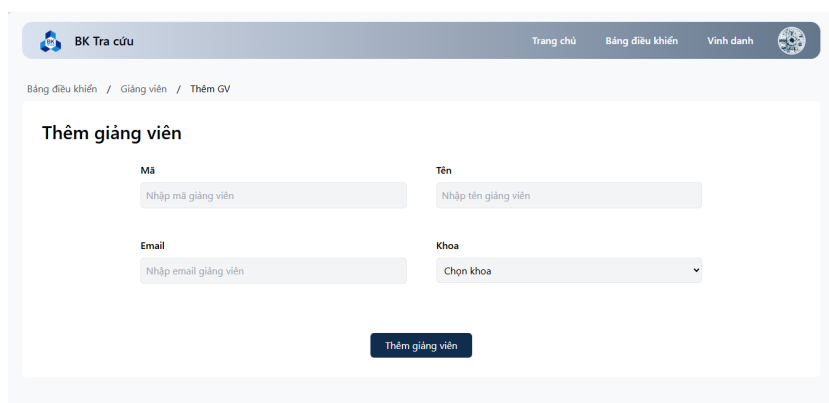 BK
BK Tra cứu
Trang chủ Bảng điều khiển Vinh danh
Bảng điều khiển / Giảng viên / Thêm GV
Thêm giảng viên
Mã Tên
Nhập mã giảng viên Nhập tên giảng viên
Email Khoa
Nhập email giảng viên Chọn khoa
Thêm giảng viên